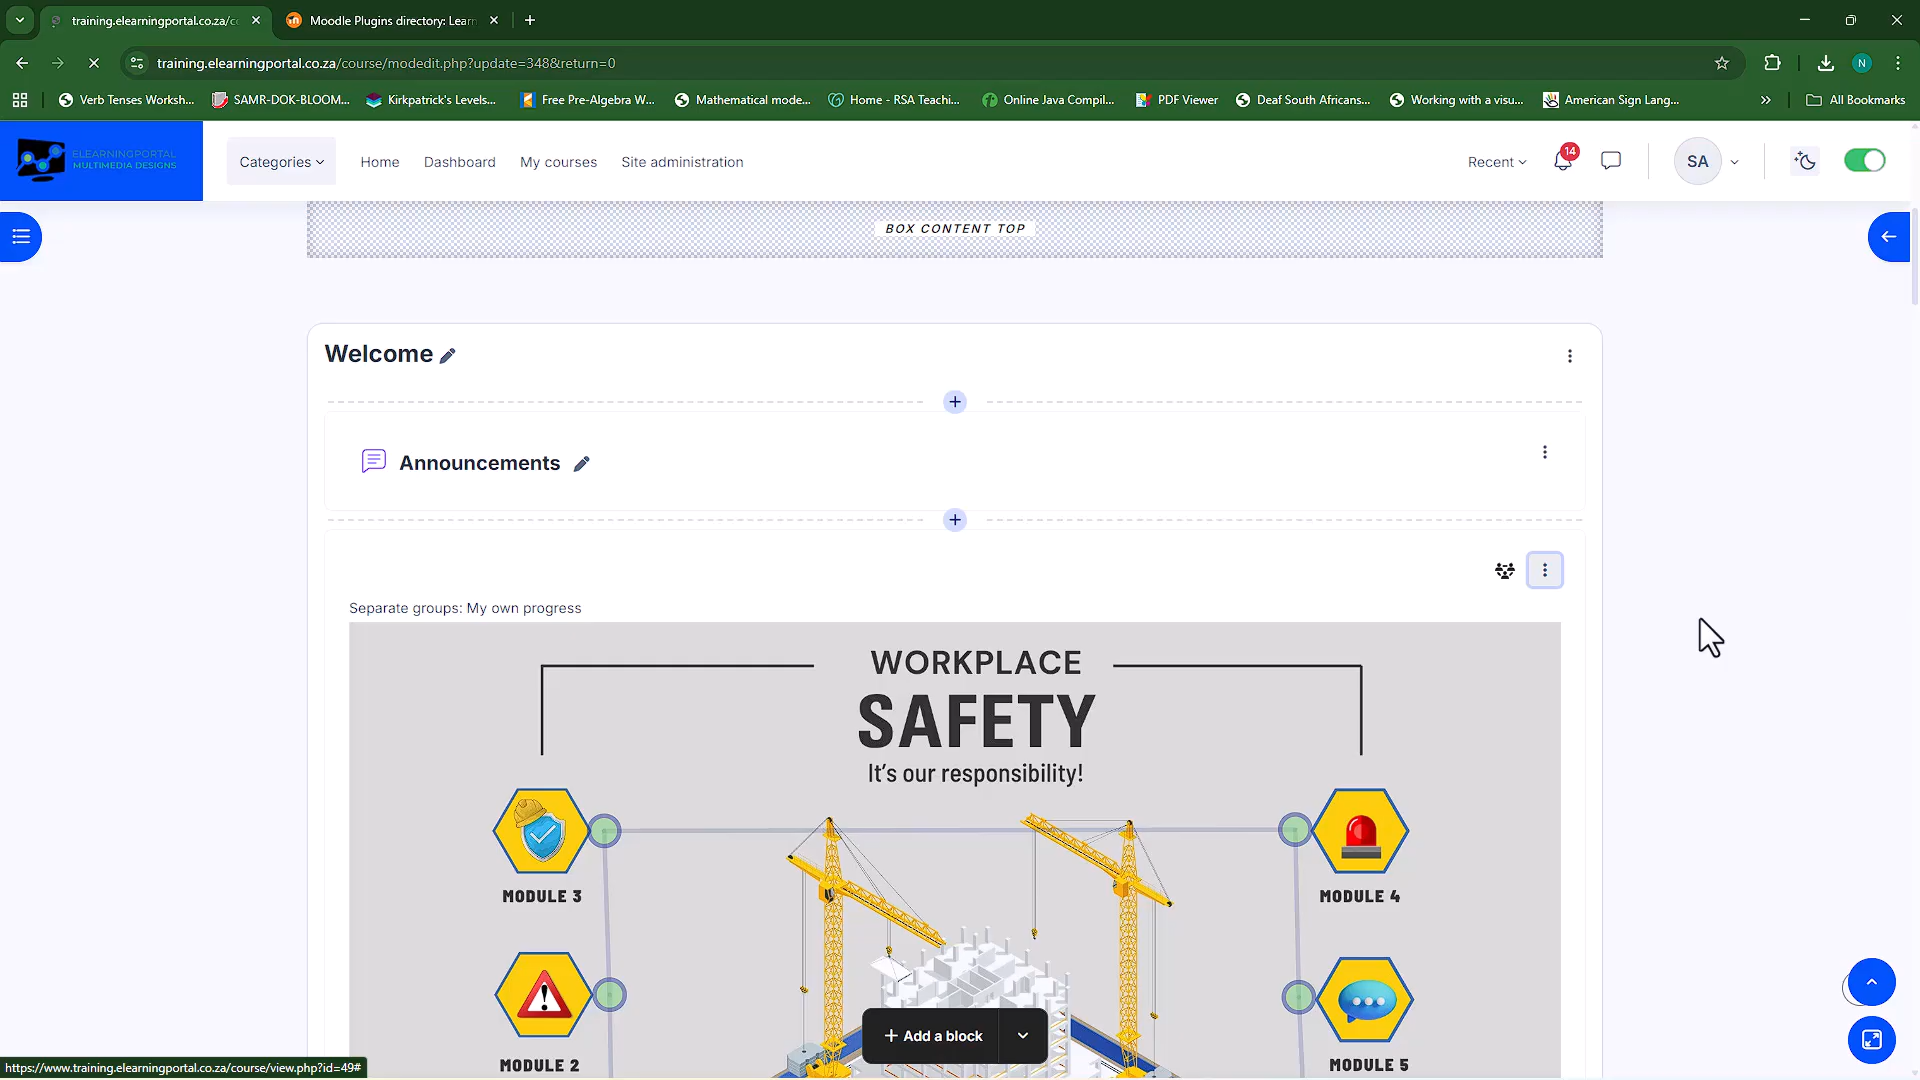 training.elearningportal.co.za/c
Moodle Plugins directory: Lear
training.elearningportal.co.za/course/modedit.php?update=348&return=0
N
Verb Tenses Worksh...
SAMR-DOK-BLOOM...
Kirkpatrick's Levels...
Free Pre-Algebra W...
Mathematical mode...
Home - RSA Teachi...
Online Java Compil...
PDF Viewer
Deaf South Africans...
Working with a visu...
American Sign Lang...
All Bookmarks
ELEARNINGPORTAL
MULTIMEDIA DESIGNS
Categories
Home
Dashboard
My courses
Site administration
Recent
14
SA
BOX CONTENT TOP
Welcome
Announcements
Separate groups: My own progress
WORKPLACE
SAFETY
It's our responsibility!
MODULE 3
MODULE 4
MODULE 2
MODULE 5
+ Add a block
https://www.training.elearningportal.co.za/course/view.php?id=49#